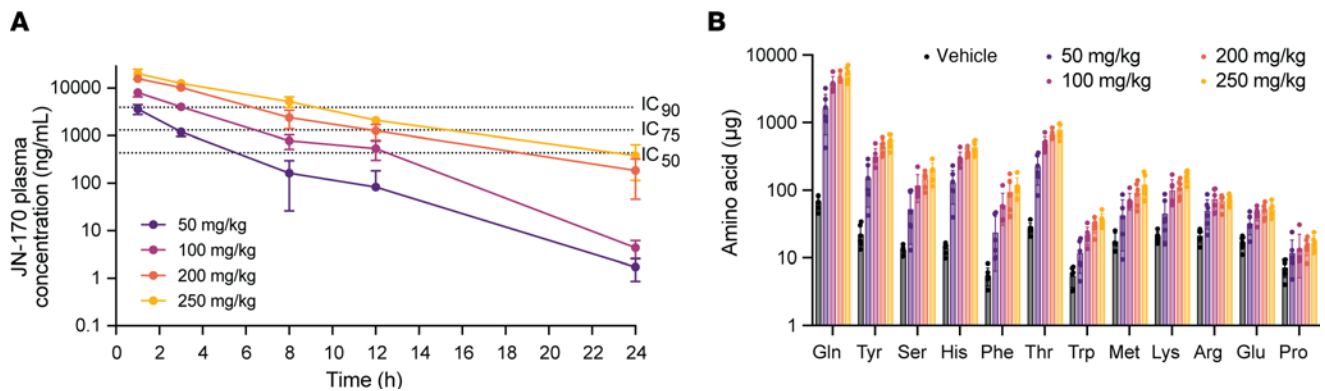 A
JN-170 plasma
concentration (ng/mL)
10000
1000
100
10
1
0.1
IC90
IC75
IC50
50 mg/kg
100 mg/kg
200 mg/kg
250 mg/kg
0 2 4 6 8 10 12 14 16 18 20 22 24
Time (h)
B
Vehicle 50 mg/kg 200 mg/kg
100 mg/kg 250 mg/kg
Amino acid (µg)
10000
1000
100
10
1
Gln Tyr Ser His Phe Thr Trp Met Lys Arg Glu Pro